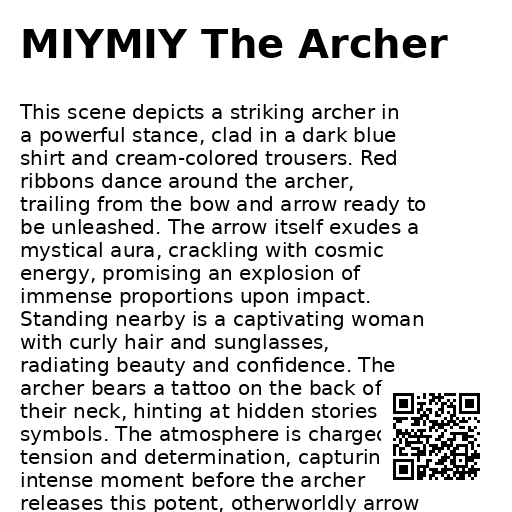 MIYMIY The Archer
This scene depicts a striking archer in
a powerful stance, clad in a dark blue
shirt and cream-colored trousers. Red
ribbons dance around the archer,
trailing from the bow and arrow ready to
be unleashed. The arrow itself exudes a
mystical aura, crackling with cosmic
energy, promising an explosion of
immense proportions upon impact.
Standing nearby is a captivating woman
with curly hair and sunglasses,
radiating beauty and confidence. The
archer bears a tattoo on the back of
their neck, hinting at hidden stories
symbols. The atmosphere is charged
tension and determination, capturin
intense moment before the archer
releases this potent, otherworldly arrow